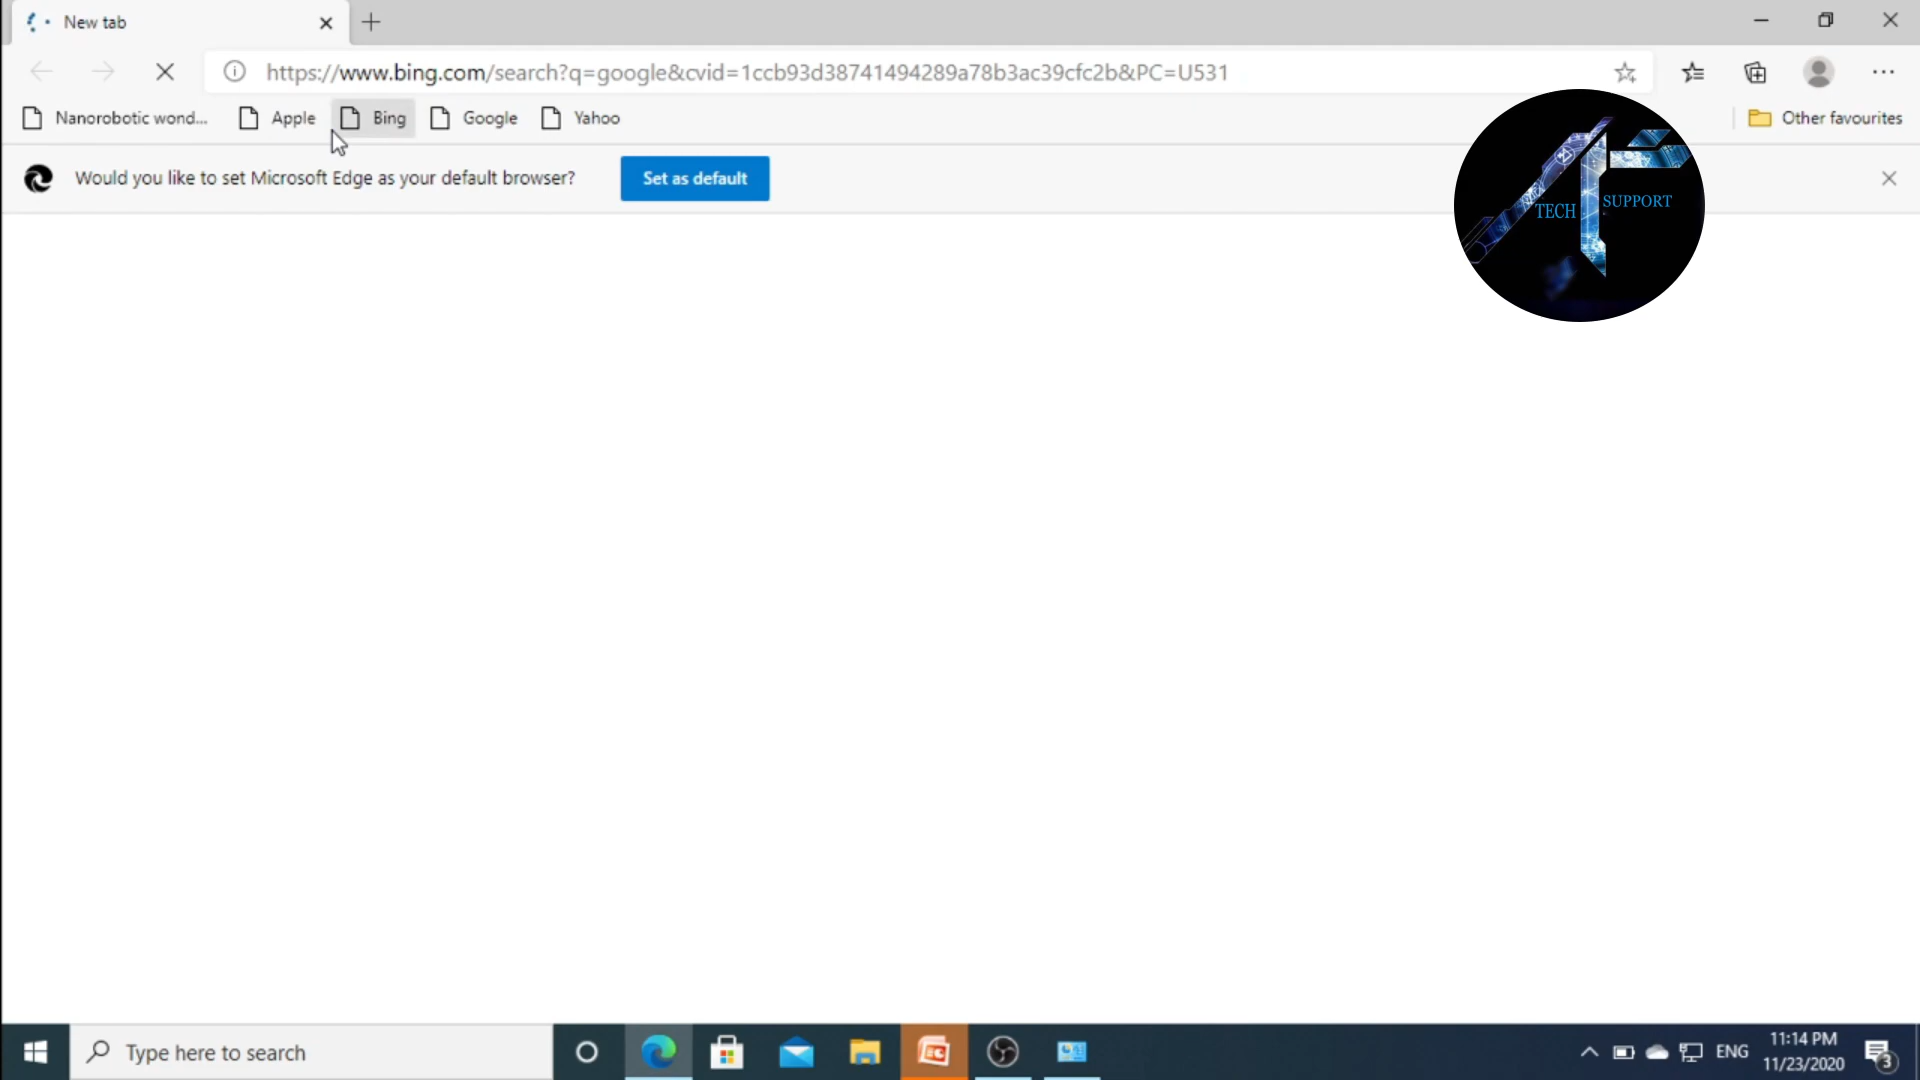 New tab
https://www.bing.com/search?q=google&cvid=1ccb93d38741494289a78b3ac39cfc2b&PC=U531
Nanorobotic wond... Apple Bing Google Yahoo Other favourites
Would you like to set Microsoft Edge as your default browser? Set as default
TECH SUPPORT
Type here to search
ENG
11:14 PM
11/23/2020
3